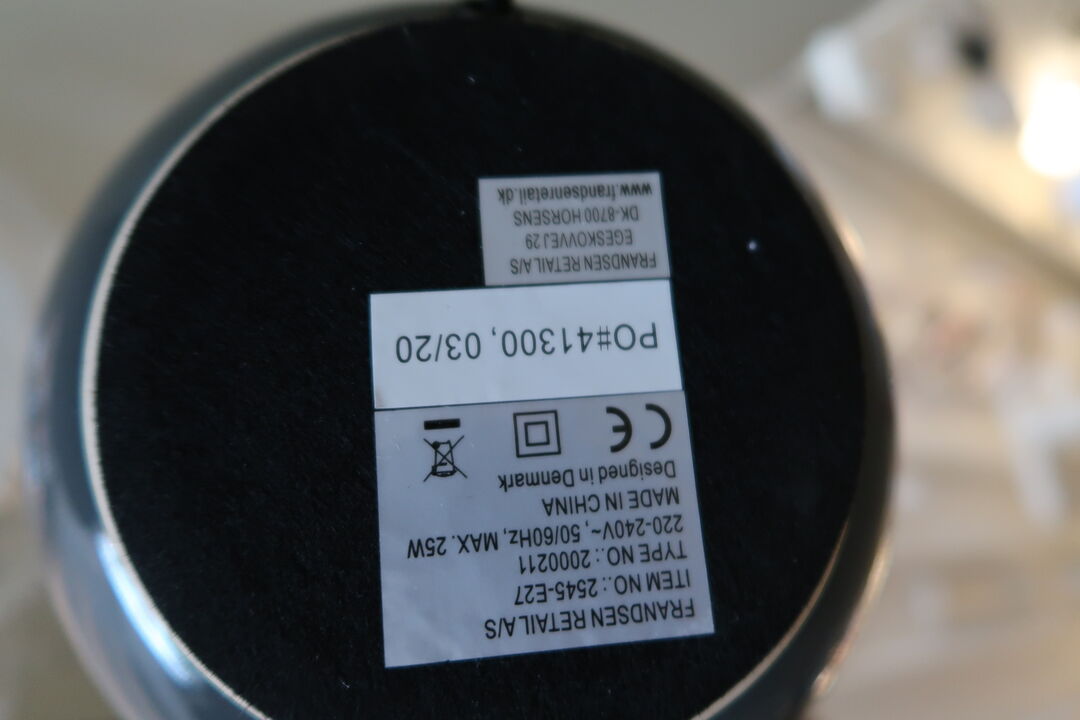 FRANDSEN RETAIL A/S
ITEM NO.: 2545-E27
TYPE NO.: 2000211
220-240V~, 50/60Hz, MAX. 25W
MADE IN CHINA
Designed in Denmark
CE
PO#41300, 03/20
FRANDSEN RETAIL A/S
EGESKOVVEJ 29
DK-8700 HORSENS
www.frandsenretail.dk